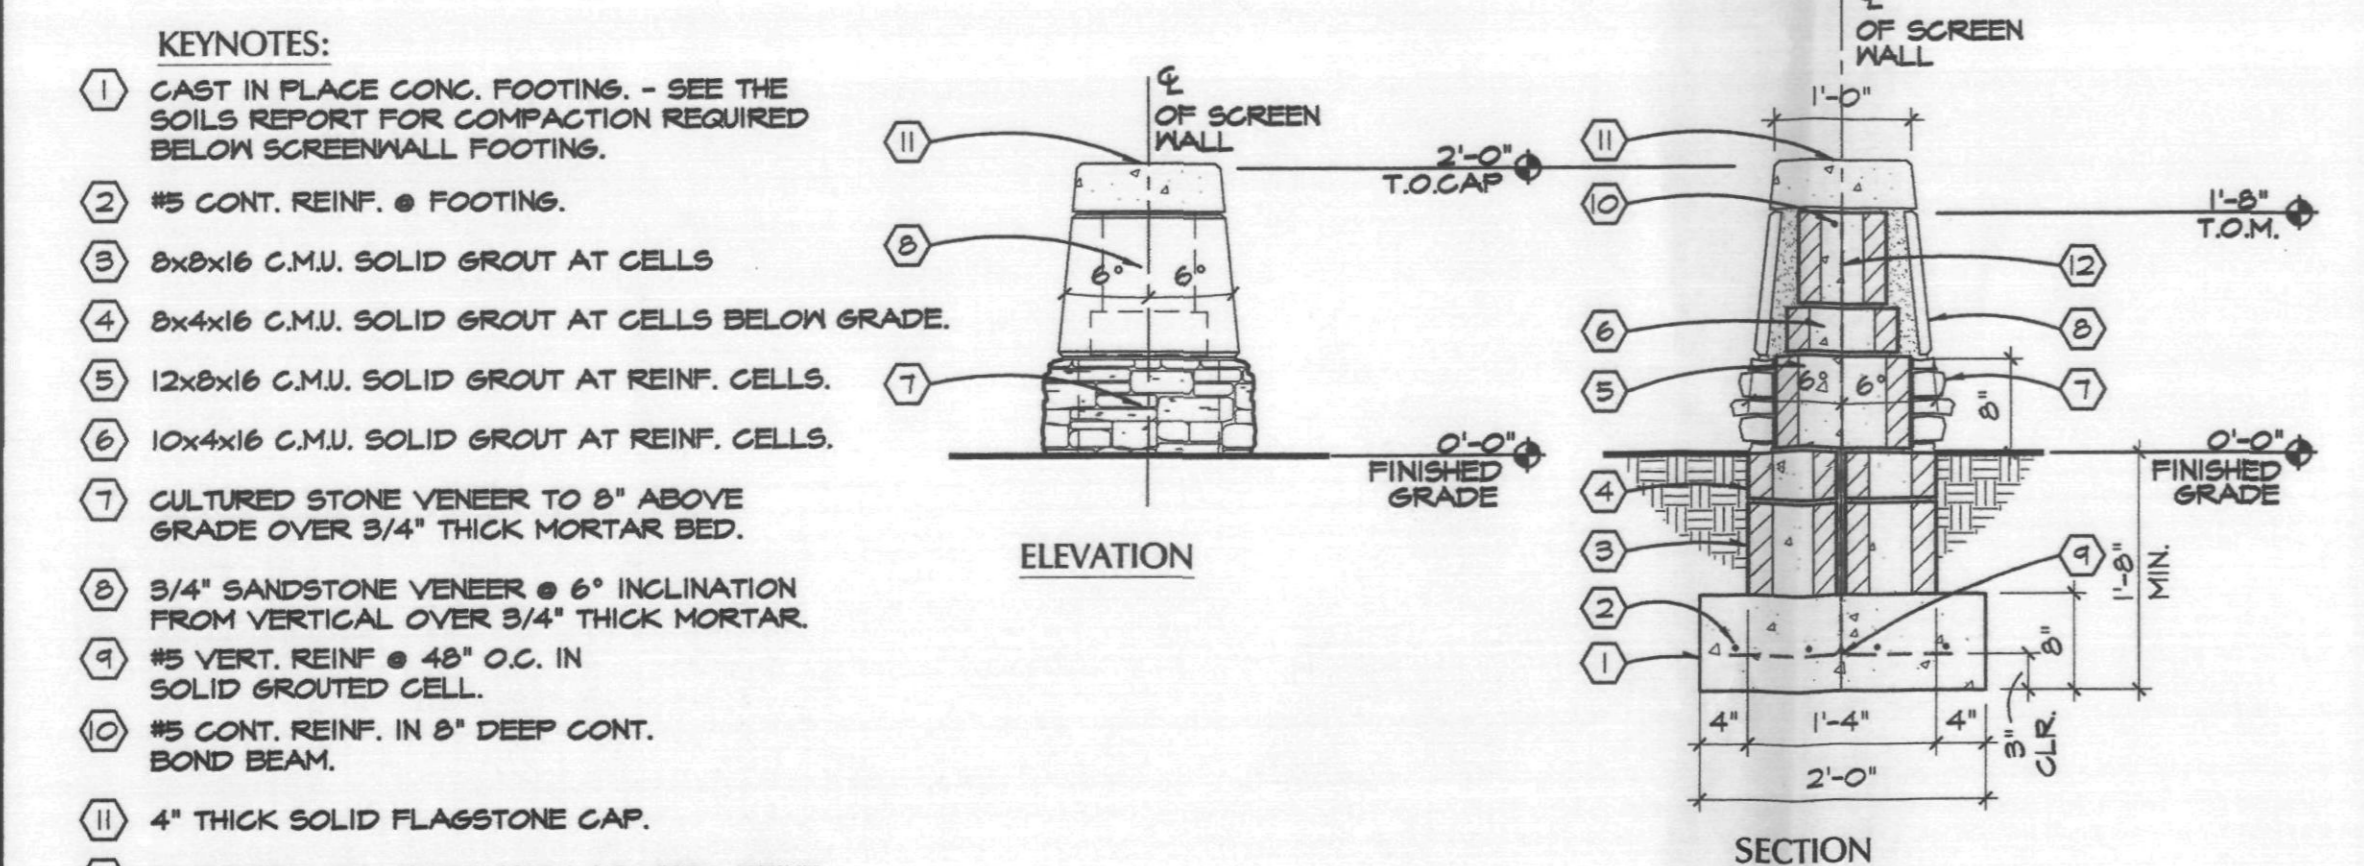 KEYNOTES:
1 CAST IN PLACE CONC. FOOTING. - SEE THE
SOILS REPORT FOR COMPACTION REQUIRED
BELOW SCREENWALL FOOTING.
2 #5 CONT. REINF. @ FOOTING.
3 8x8x16 C.M.U. SOLID GROUT AT CELLS
4 8x4x16 C.M.U. SOLID GROUT AT CELLS BELOW GRADE.
5 12x8x16 C.M.U. SOLID GROUT AT REINF. CELLS.
6 10x4x16 C.M.U. SOLID GROUT AT REINF. CELLS.
7 CULTURED STONE VENEER TO 8" ABOVE
GRADE OVER 3/4" THICK MORTAR BED.
8 3/4" SANDSTONE VENEER @ 6° INCLINATION
FROM VERTICAL OVER 3/4" THICK MORTAR.
9 #5 VERT. REINF @ 48" O.C. IN
SOLID GROUTED CELL.
10 #5 CONT. REINF. IN 8" DEEP CONT.
BOND BEAM.
11 4" THICK SOLID FLAGSTONE CAP.
℄
OF SCREEN
WALL
11
8
7
6° 6°
2'-0"
T.O.CAP
0'-0"
FINISHED
GRADE
ELEVATION
℄
OF SCREEN
WALL
1'-0"
11
10
6
5
4
3
2
1
12
8
7
9
6° 6°
1'-8"
T.O.M.
8"
0'-0"
FINISHED
GRADE
1'-8"
MIN.
8"
3"
CLR.
4" 1'-4" 4"
2'-0"
SECTION